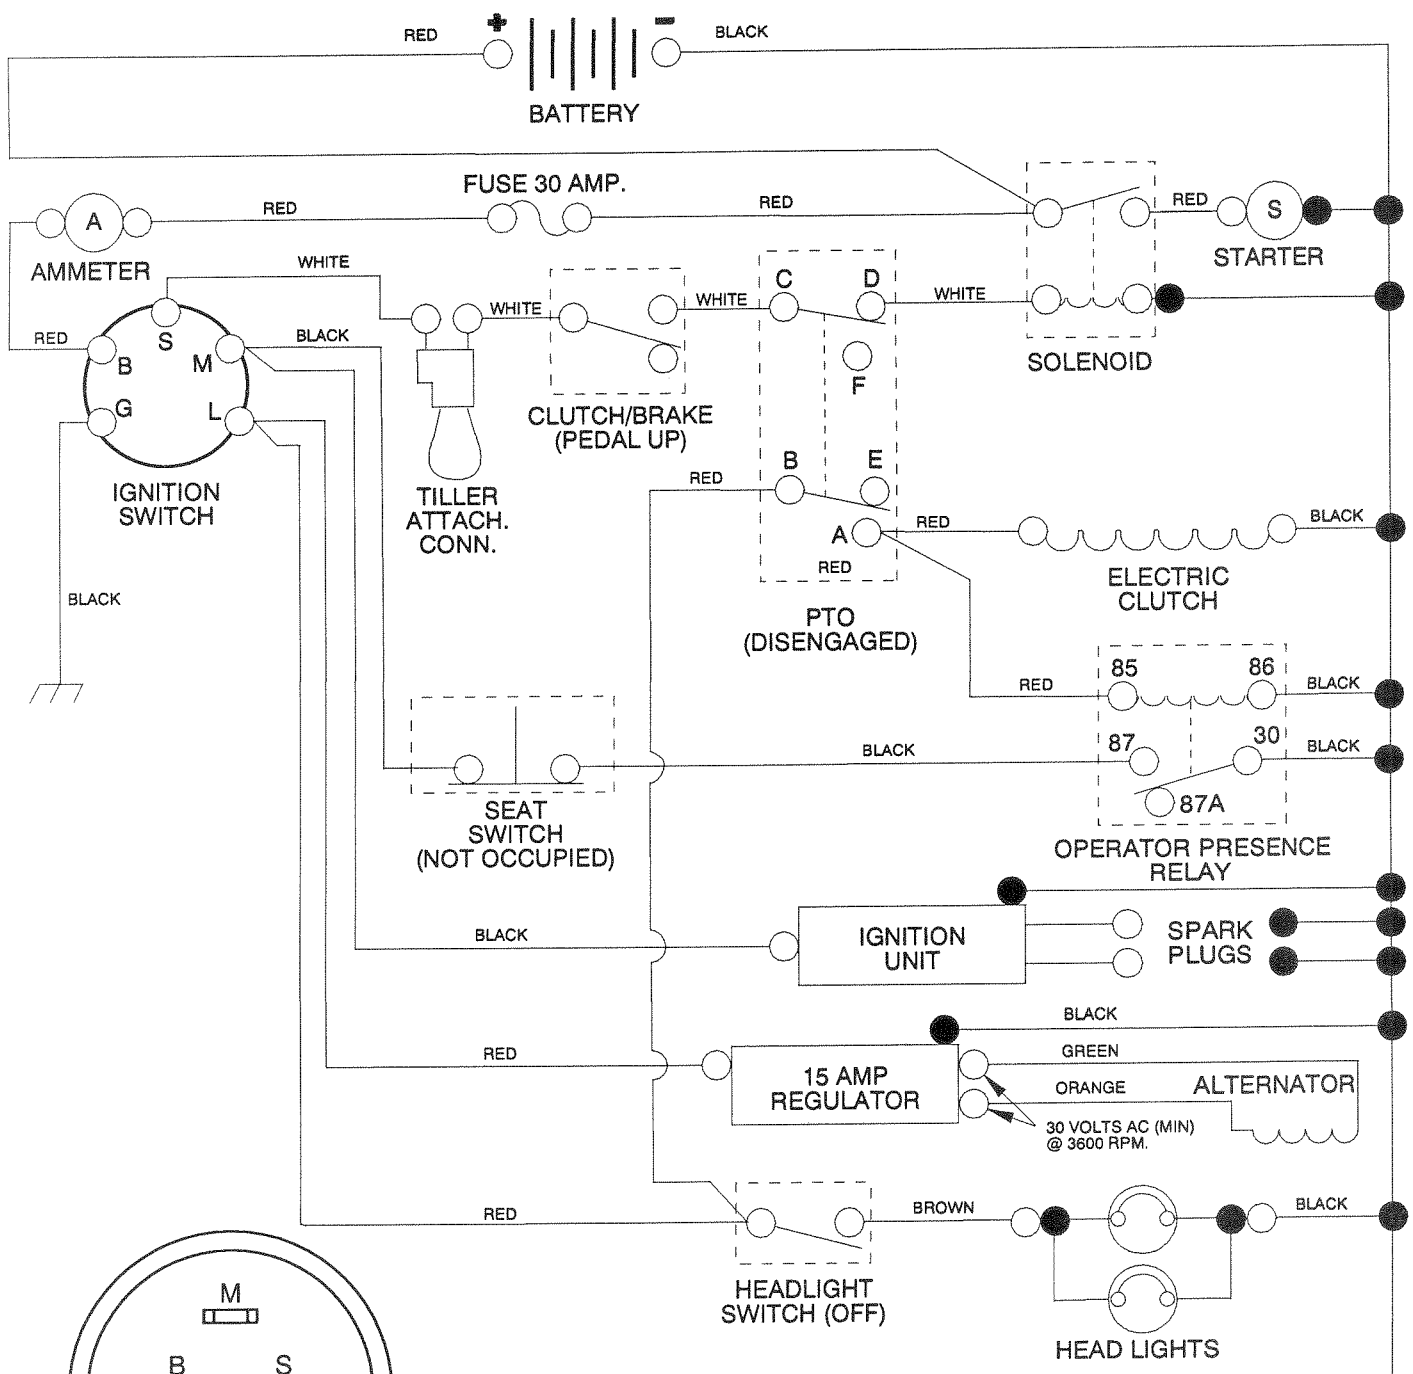 RED
+
-
BLACK
BATTERY
FUSE 30 AMP.
RED
RED
RED
A
S
AMMETER
STARTER
WHITE
C
D
WHITE
WHITE
WHITE
S
BLACK
RED
B
M
F
SOLENOID
G
L
CLUTCH/BRAKE
(PEDAL UP)
B
E
RED
IGNITION
SWITCH
TILLER
ATTACH.
CONN.
A
RED
BLACK
RED
ELECTRIC
CLUTCH
BLACK
PTO
(DISENGAGED)
85
86
RED
BLACK
87
30
BLACK
BLACK
87A
SEAT
SWITCH
(NOT OCCUPIED)
OPERATOR PRESENCE
RELAY
BLACK
IGNITION
UNIT
SPARK
PLUGS
BLACK
RED
GREEN
15 AMP
REGULATOR
ORANGE
ALTERNATOR
30 VOLTS AC (MIN)
@ 3600 RPM.
RED
BROWN
BLACK
HEADLIGHT
SWITCH (OFF)
HEAD LIGHTS
M
B
S